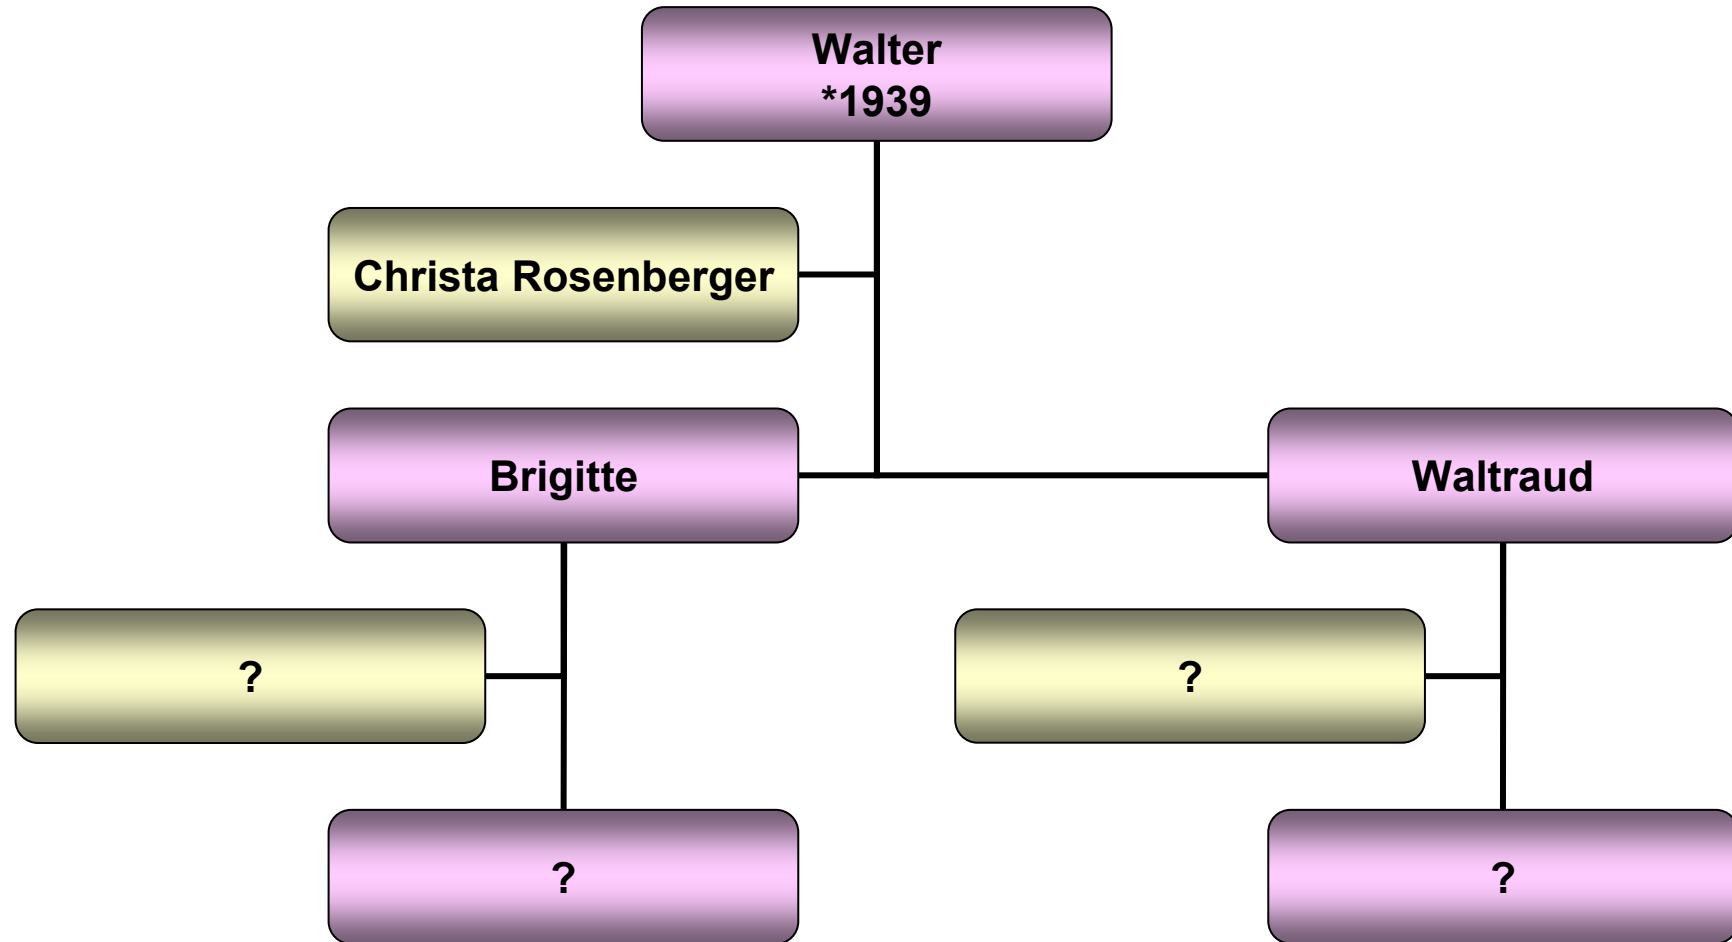 Walter
*1939
Christa Rosenberger
Brigitte
Waltraud
?
?
?
?